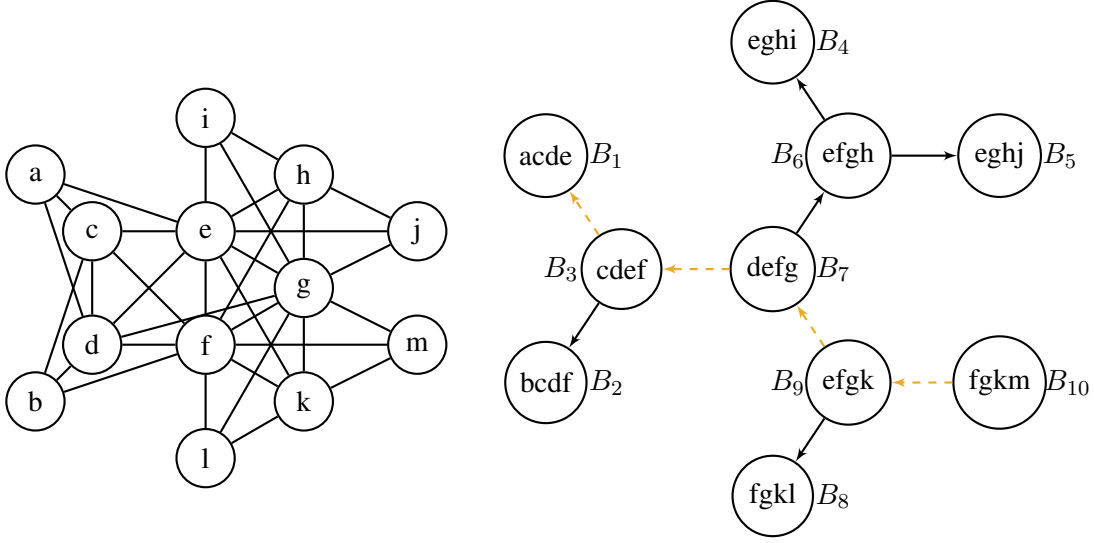 i
a
h
c
e
j
g
d
f
m
b
k
l
eghi B4
acde B1
B6 efgh
eghj B5
B3 cdef
defg B7
bcdf B2
B9 efgk
fgkm B10
fgkl B8